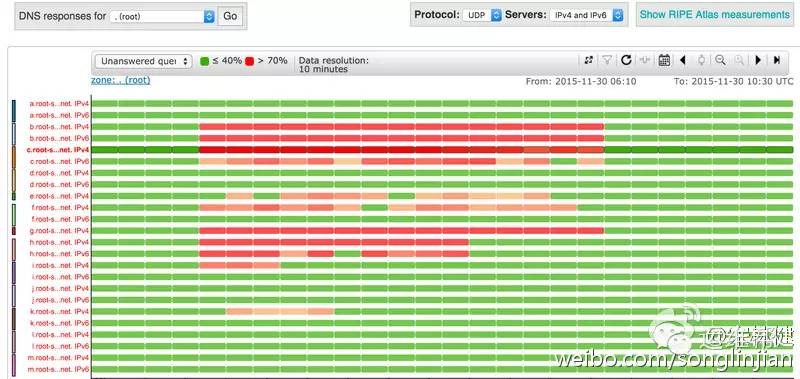 DNS responses for . (root) Go
Protocol: UDP Servers: IPv4 and IPv6
Show RIPE Atlas measurements
Unanswered quer ≤ 40% > 70% Data resolution:
10 minutes
zone: . (root)
From: 2015-11-30 06:10 To: 2015-11-30 10:30 UTC
a.root-s...net. IPv4
a.root-s...net. IPv6
b.root-s...net. IPv4
b.root-s...net. IPv6
c.root-s...net. IPv4
c.root-s...net. IPv6
d.root-s...net. IPv4
d.root-s...net. IPv6
e.root-s...net. IPv4
f.root-s...net. IPv4
f.root-s...net. IPv6
g.root-s...net. IPv4
h.root-s...net. IPv4
h.root-s...net. IPv6
i.root-s...net. IPv4
i.root-s...net. IPv6
j.root-s...net. IPv4
j.root-s...net. IPv6
k.root-s...net. IPv4
k.root-s...net. IPv6
l.root-s...net. IPv4
l.root-s...net. IPv6
m.root-s...net. IPv4
m.root-s...net. IPv6
weibo.com/songlinjian